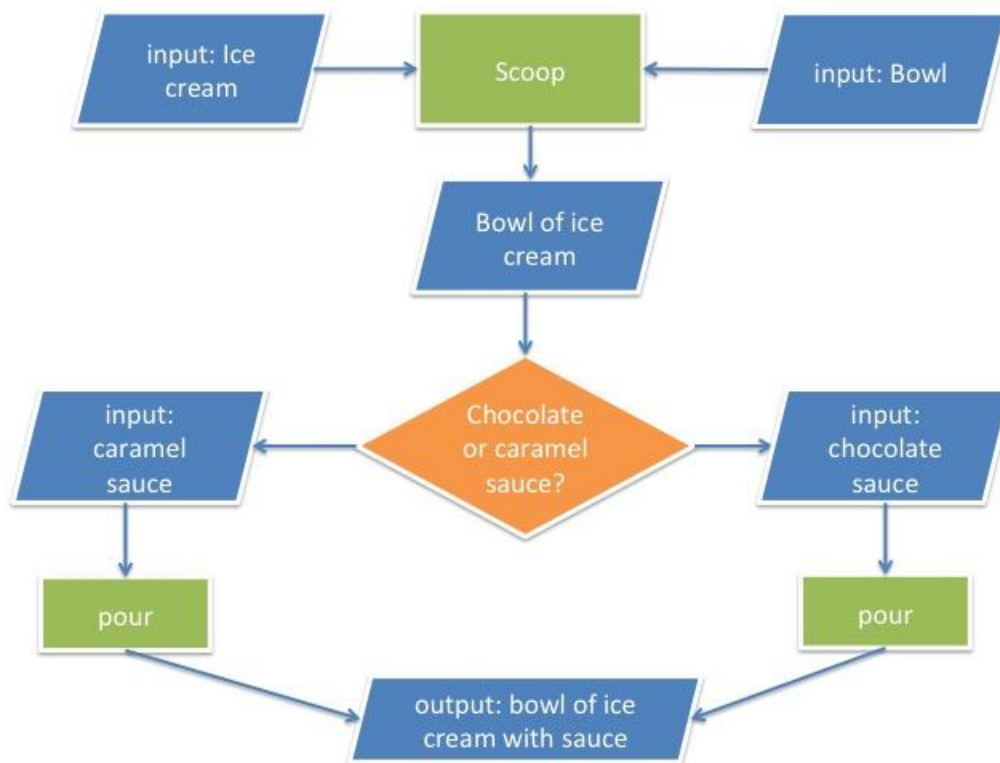 input: Ice
cream
Scoop
input: Bowl
Bowl of ice
cream
Chocolate
or caramel
sauce?
input:
caramel
sauce
input:
chocolate
sauce
pour
pour
output: bowl of ice
cream with sauce